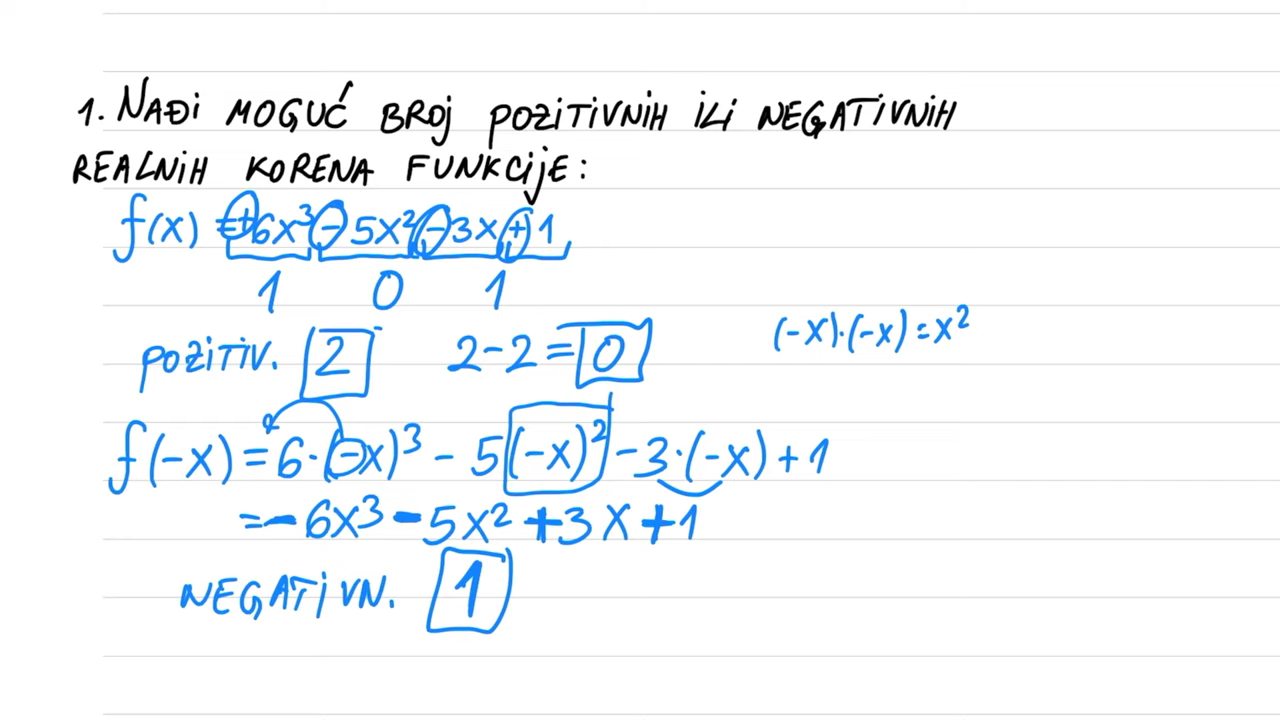 1. NAĐI MOGUĆ BROJ POZITIVNIH ILI NEGATIVNIH
REALNIH KORENA FUNKCIJE:
f(x) = +6x³ - 5x² - 3x + 1
1 0 1
POZITIV. 2 2-2=0
(-x)·(-x)=x²
f(-x) = 6·(-x)³ - 5(-x)² - 3·(-x) + 1
= - 6x³ - 5x² + 3x + 1
NEGATIVN. 1